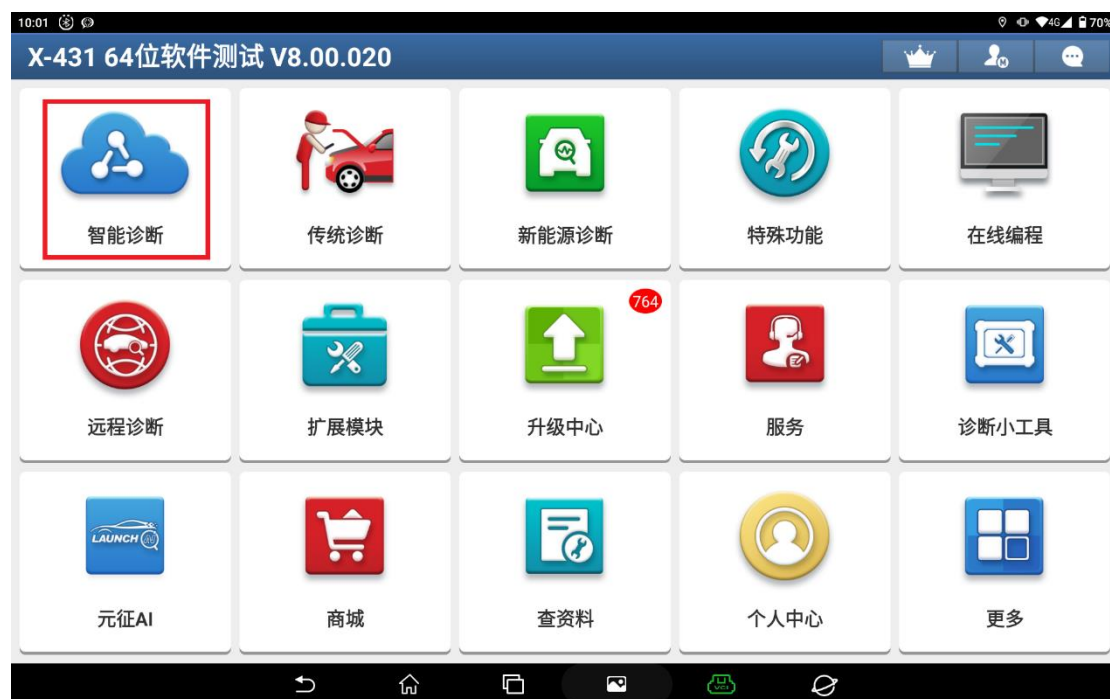 10:01
4G 70%
X-431 64位软件测试 V8.00.020
M
智能诊断
传统诊断
新能源诊断
特殊功能
在线编程
764
远程诊断
扩展模块
升级中心
服务
诊断小工具
LAUNCH
元征AI
商城
查资料
个人中心
更多
VCI